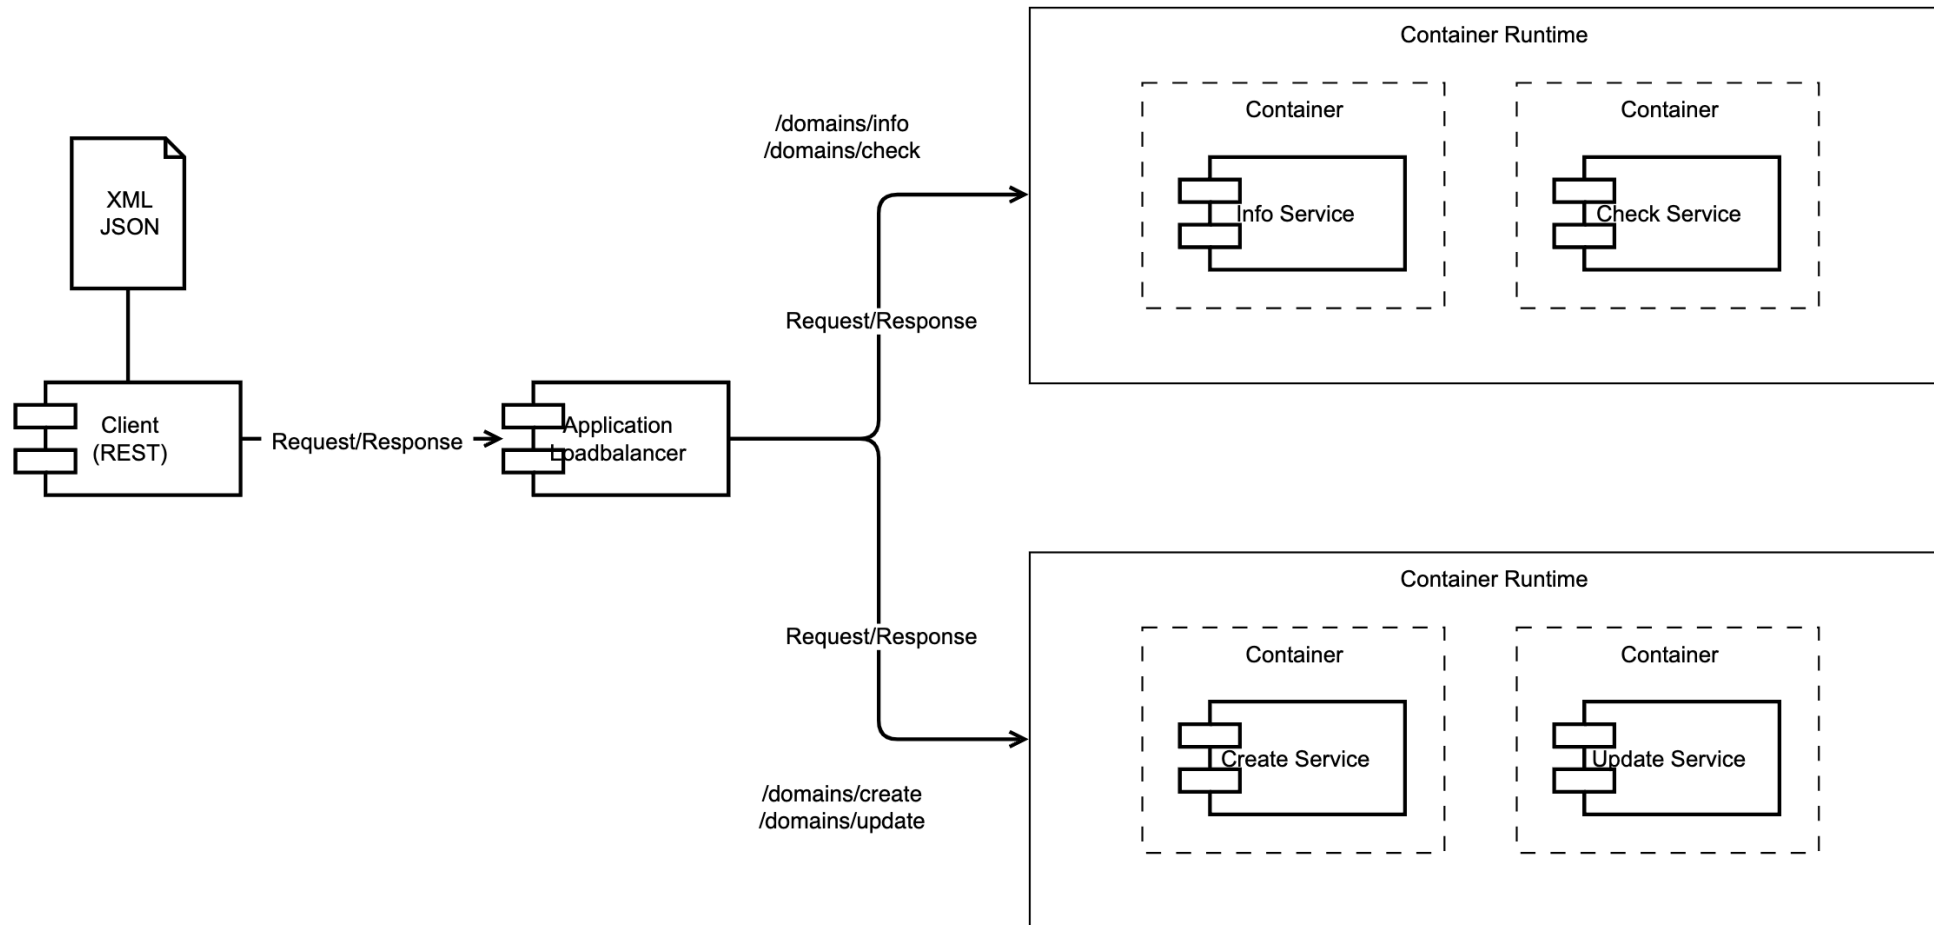 Container Runtime
Container
Container
/domains/info
/domains/check
XML
JSON
Info Service
Check Service
Request/Response
Client
(REST)
Request/Response
Application
Loadbalancer
Container Runtime
Request/Response
Container
Container
Create Service
Update Service
/domains/create
/domains/update